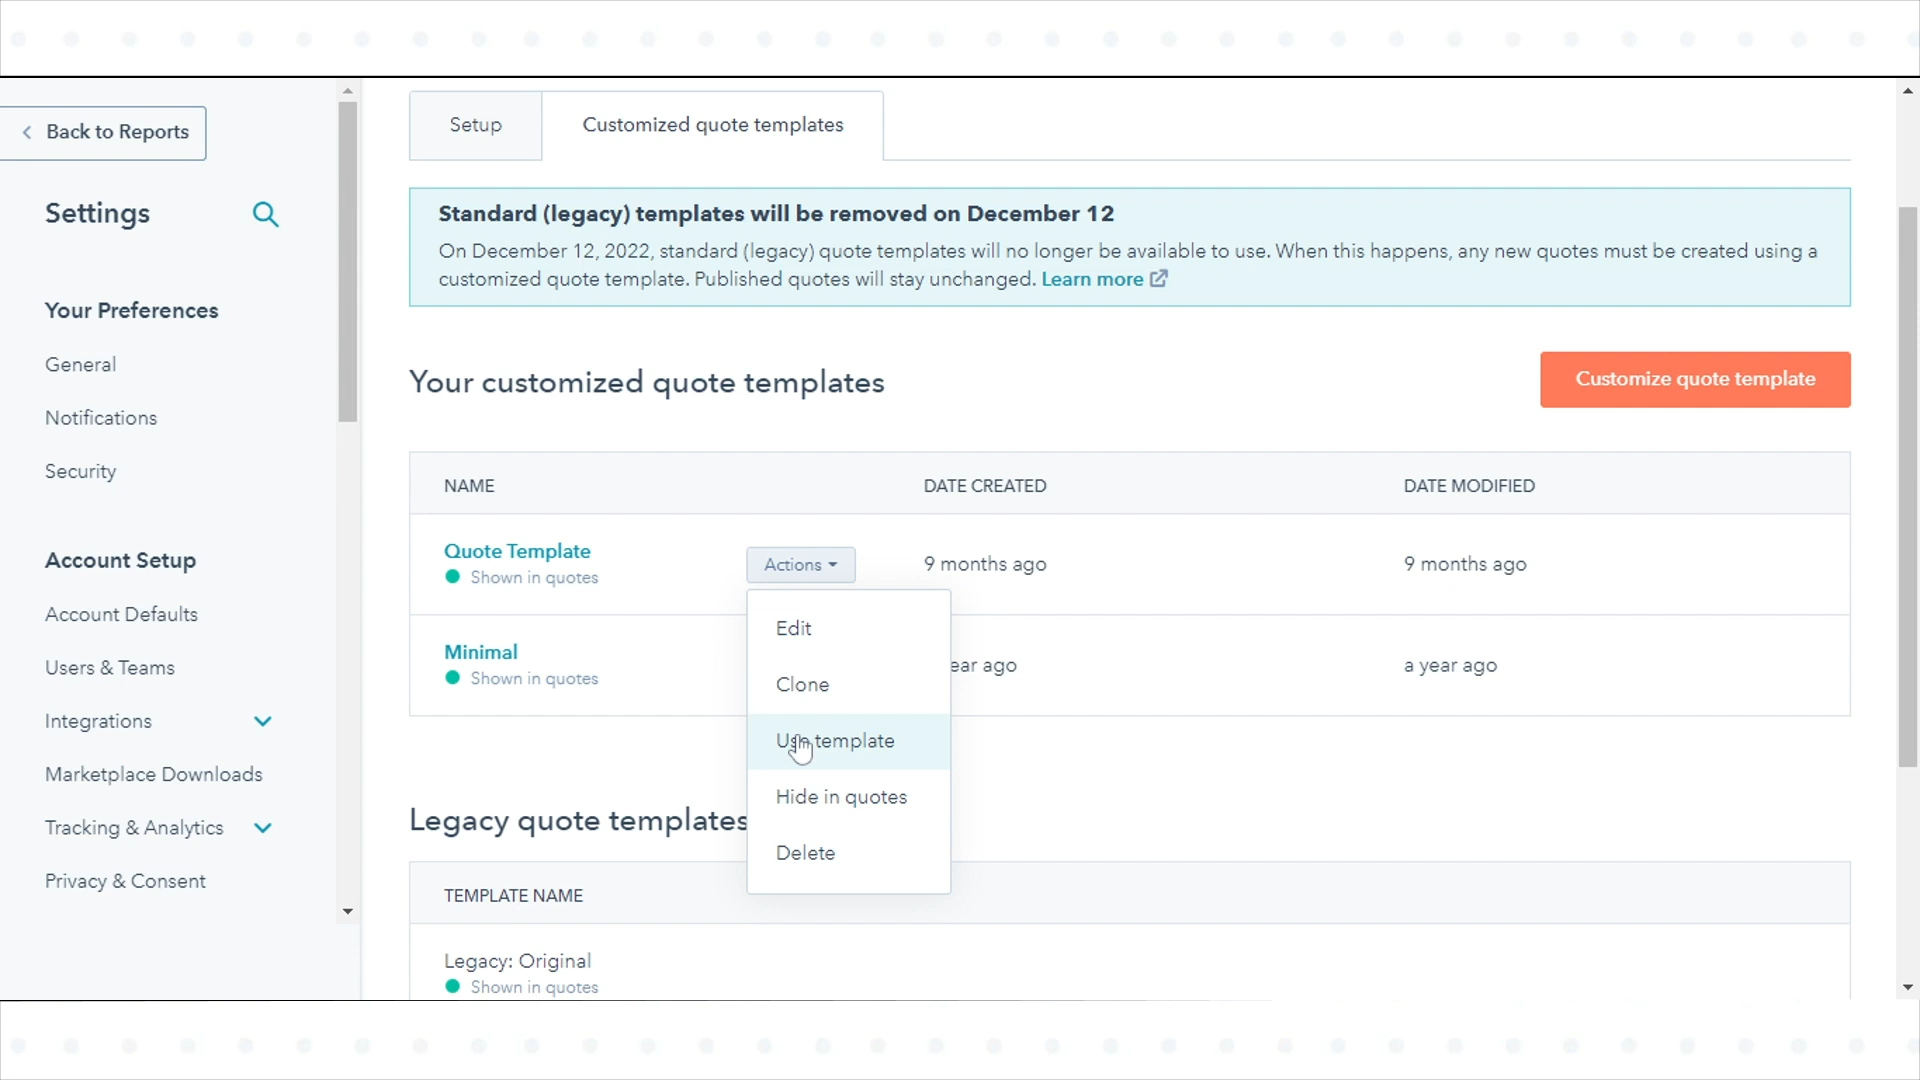 Back to Reports
Settings
Your Preferences
General
Notifications
Security
Account Setup
Account Defaults
Users & Teams
Integrations
Marketplace Downloads
Tracking & Analytics
Privacy & Consent
Setup
Customized quote templates
Standard (legacy) templates will be removed on December 12
On December 12, 2022, standard (legacy) quote templates will no longer be available to use. When this happens, any new quotes must be created using a
customized quote template. Published quotes will stay unchanged. Learn more
Your customized quote templates
Customize quote template
NAME DATE CREATED DATE MODIFIED
Quote Template
Shown in quotes
Actions
9 months ago 9 months ago
Minimal
Shown in quotes
ear ago a year ago
Edit
Clone
Use template
Hide in quotes
Delete
Legacy quote templates
TEMPLATE NAME
Legacy: Original
Shown in quotes